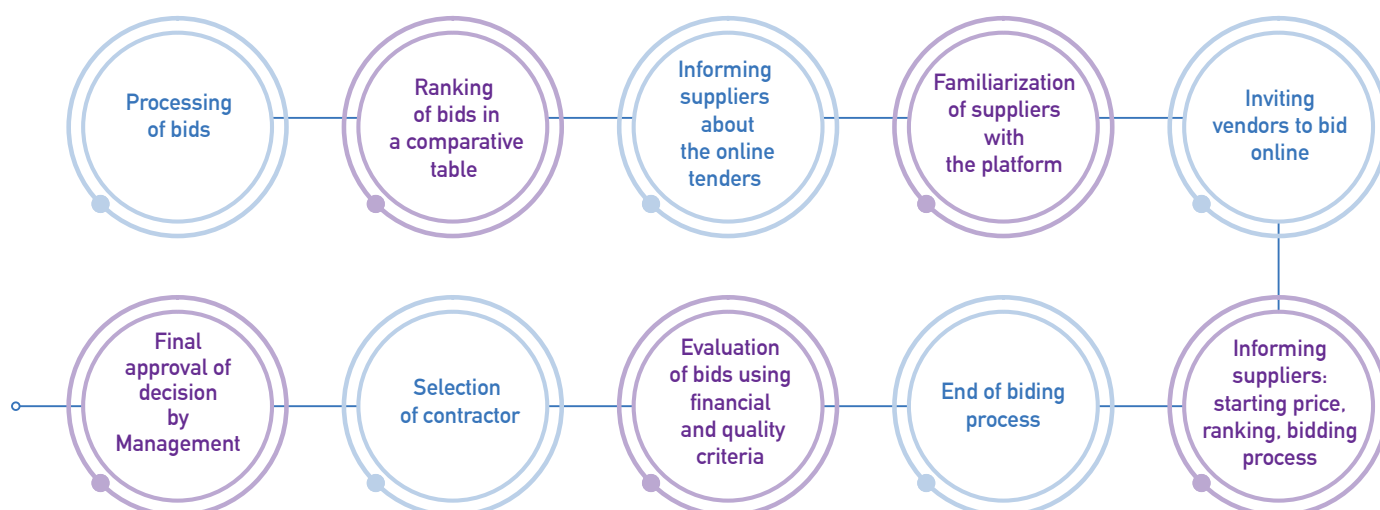 Processing
of bids
Ranking
of bids in
a comparative
table
Informing
suppliers
about
the online
tenders
Familiarization
of suppliers
with
the platform
Inviting
vendors to bid
online
Informing
suppliers:
starting price,
ranking, bidding
process
End of biding
process
Evaluation
of bids using
financial
and quality
criteria
Selection
of contractor
Final
approval of
decision
by
Management